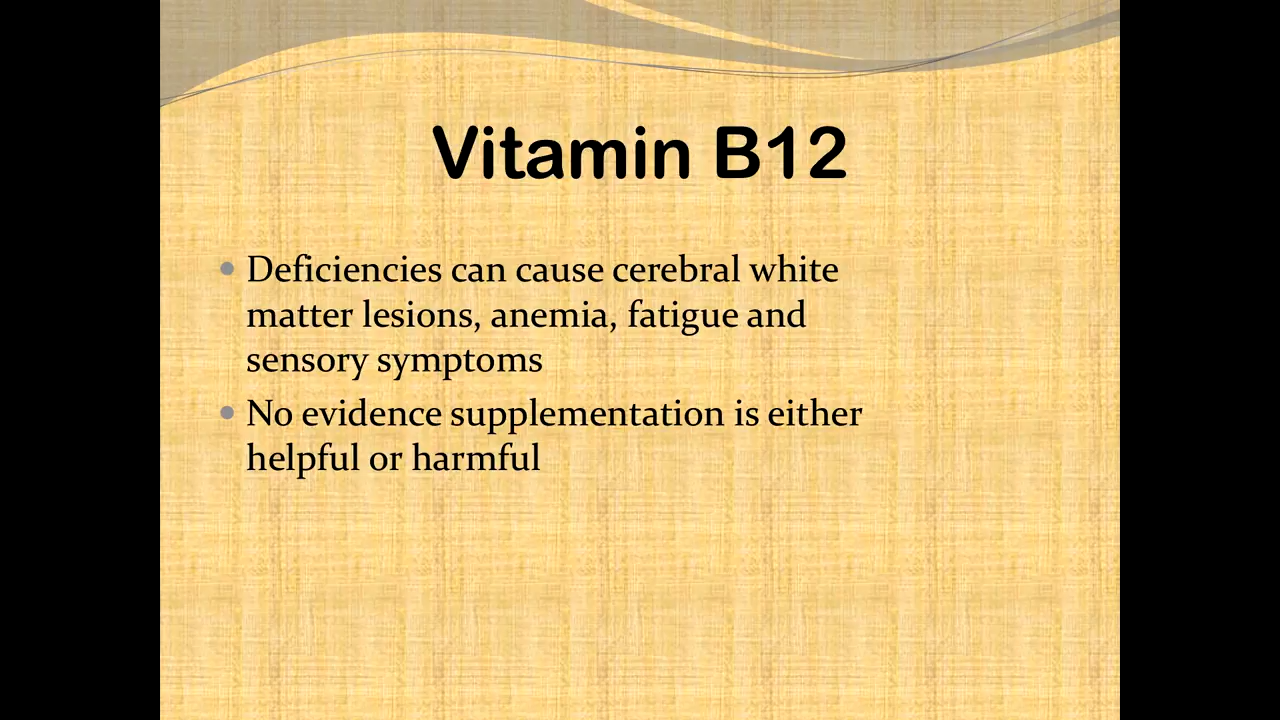 Vitamin B12
• Deficiencies can cause cerebral white
matter lesions, anemia, fatigue and
sensory symptoms
• No evidence supplementation is either
helpful or harmful